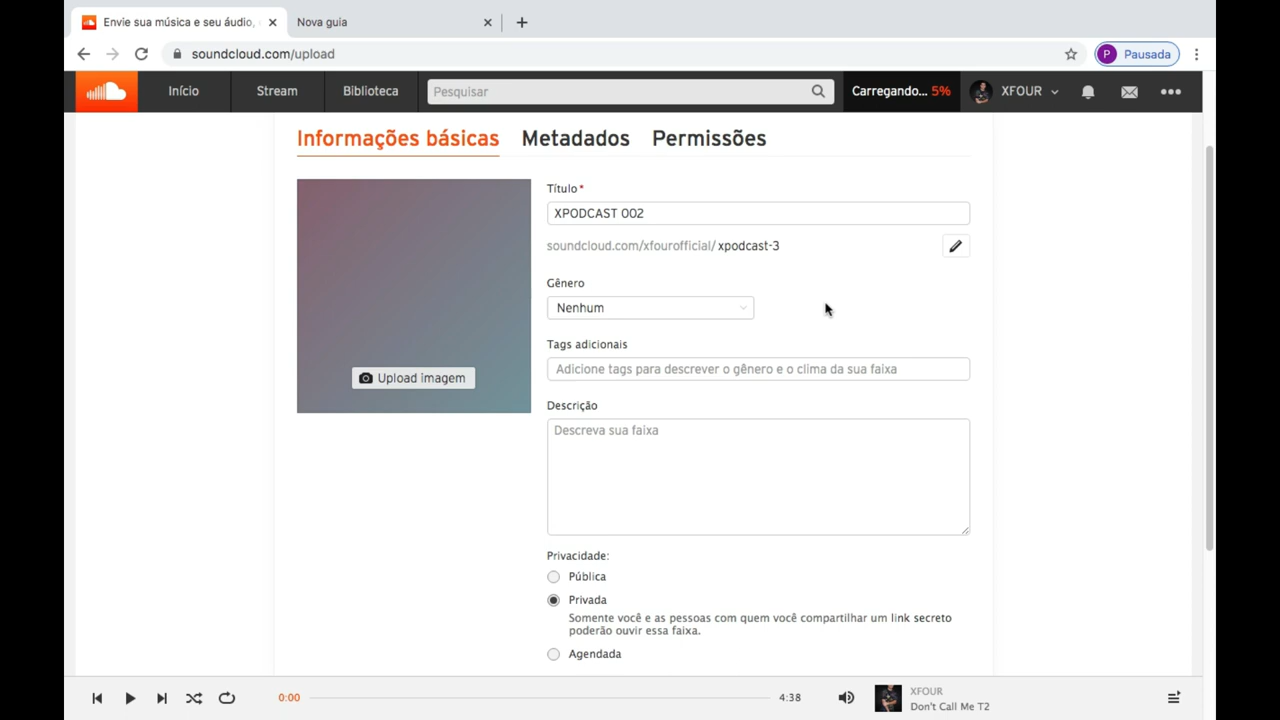 Envie sua música e seu áudio,
Nova guia
soundcloud.com/upload
P
Pausada
Início
Stream
Biblioteca
Pesquisar
Carregando... 5%
XFOUR
Informações básicas
Metadados
Permissões
Upload imagem
Título*
XPODCAST 002
soundcloud.com/xfourofficial/ xpodcast-3
Gênero
Nenhum
Tags adicionais
Adicione tags para descrever o gênero e o clima da sua faixa
Descrição
Descreva sua faixa
Privacidade:
Pública
Privada
Somente você e as pessoas com quem você compartilhar um link secreto
poderão ouvir essa faixa.
Agendada
0:00
4:38
XFOUR
Don't Call Me T2